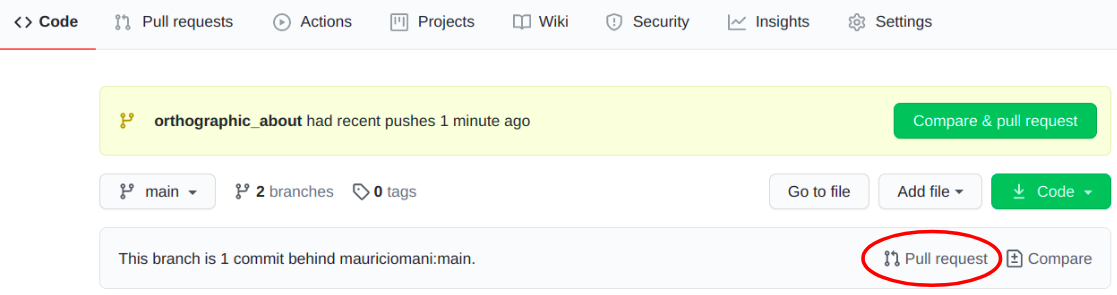 Code Pull requests Actions Projects Wiki Security Insights Settings
orthographic_about had recent pushes 1 minute ago Compare & pull request
main 2 branches 0 tags Go to file Add file Code
This branch is 1 commit behind mauriciomani:main. Pull request Compare